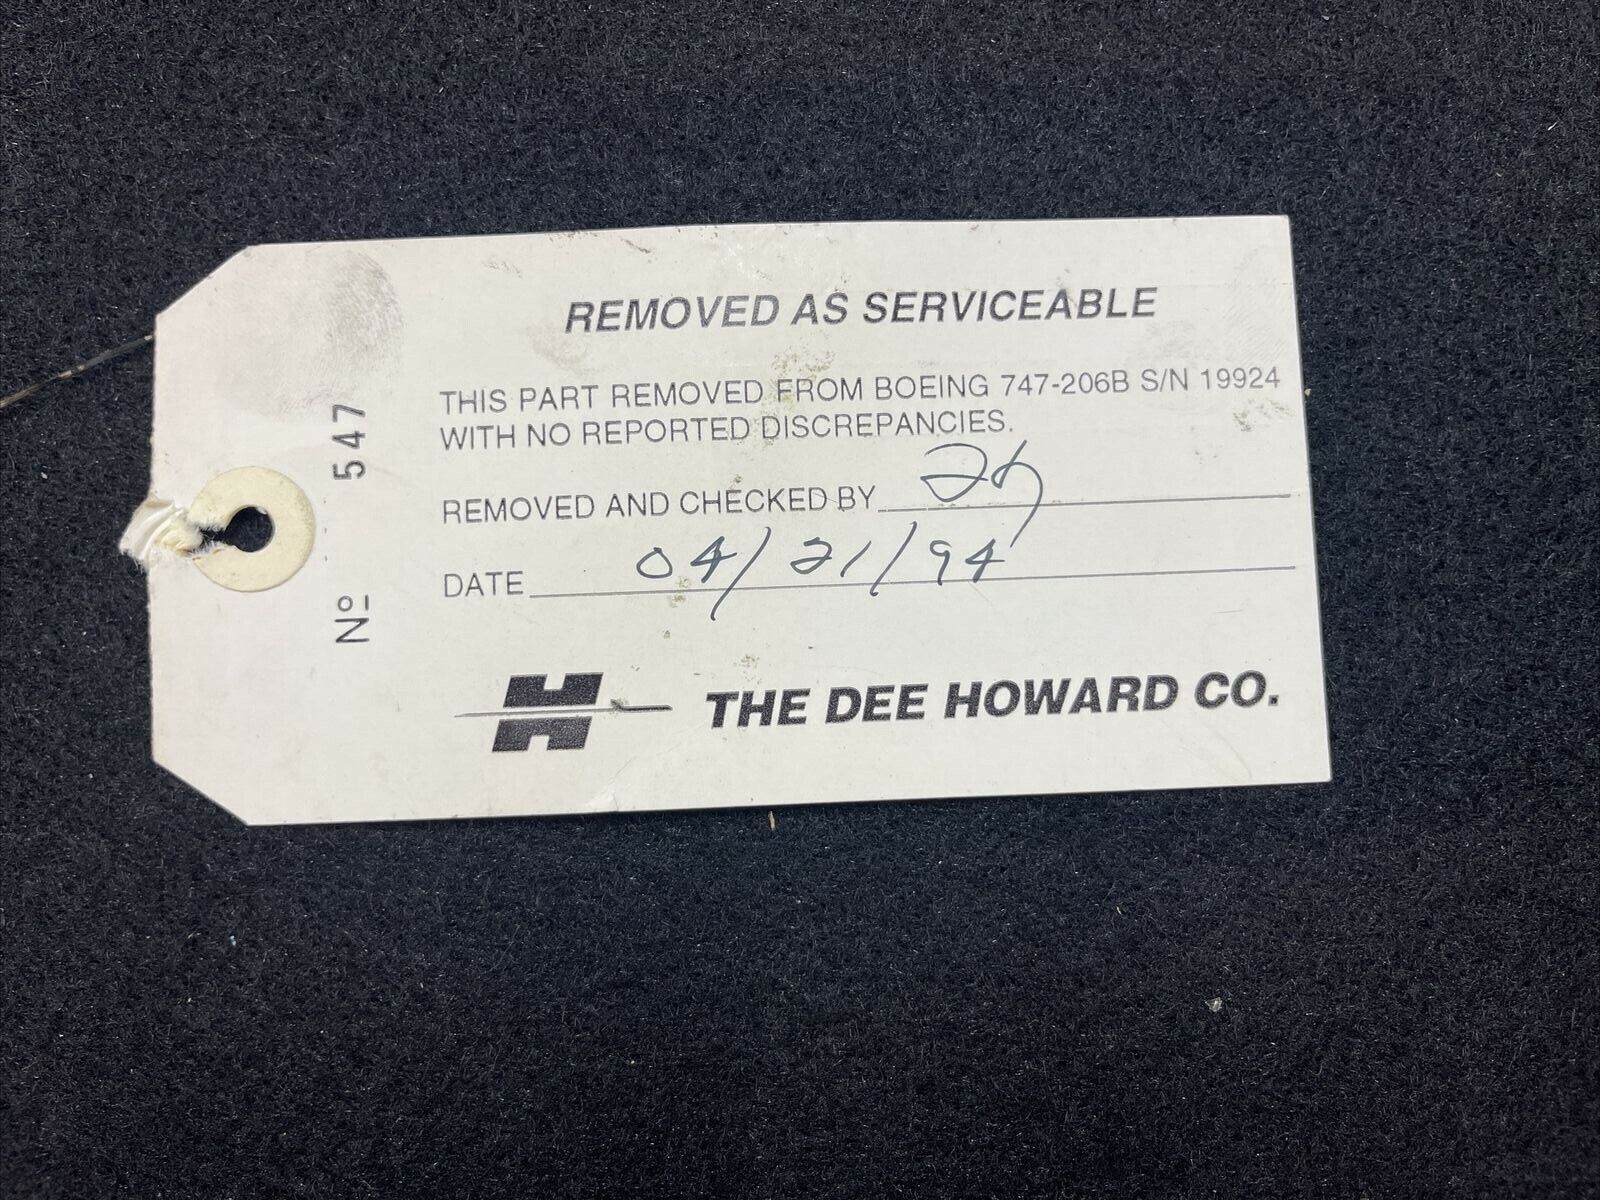 REMOVED AS SERVICEABLE
THIS PART REMOVED FROM BOEING 747-206B S/N 19924
WITH NO REPORTED DISCREPANCIES.
REMOVED AND CHECKED BY
DATE 04/21/94
THE DEE HOWARD CO.
Nº 547